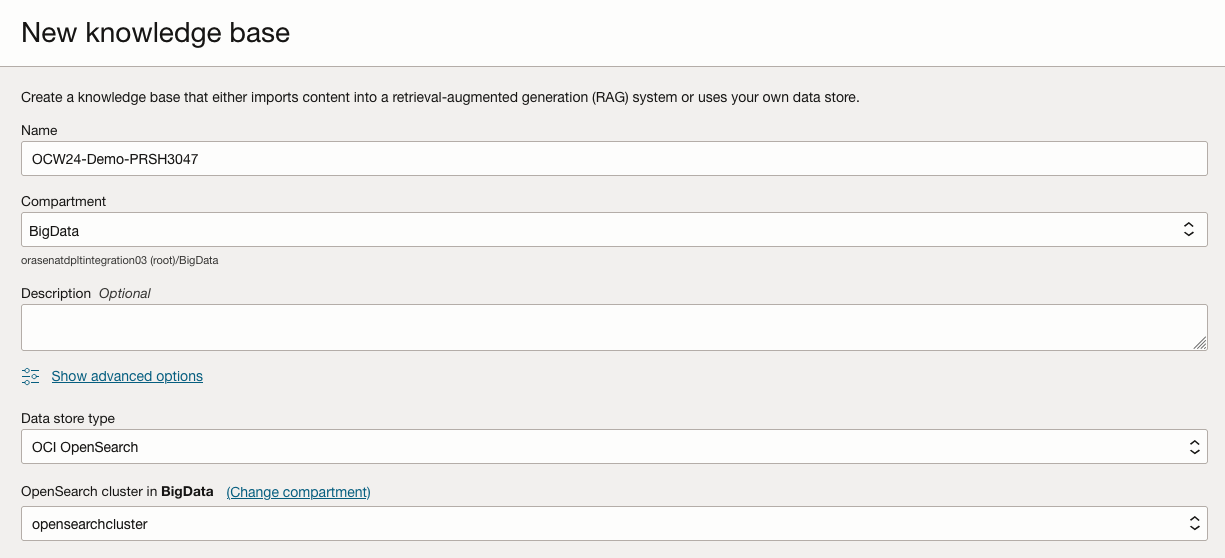 New knowledge base
Create a knowledge base that either imports content into a retrieval-augmented generation (RAG) system or uses your own data store.
Name
OCW24-Demo-PRSH3047
Compartment
BigData
orasenatdpltintegration03 (root)/BigData
Description Optional
Show advanced options
Data store type
OCI OpenSearch
OpenSearch cluster in BigData (Change compartment)
opensearchcluster